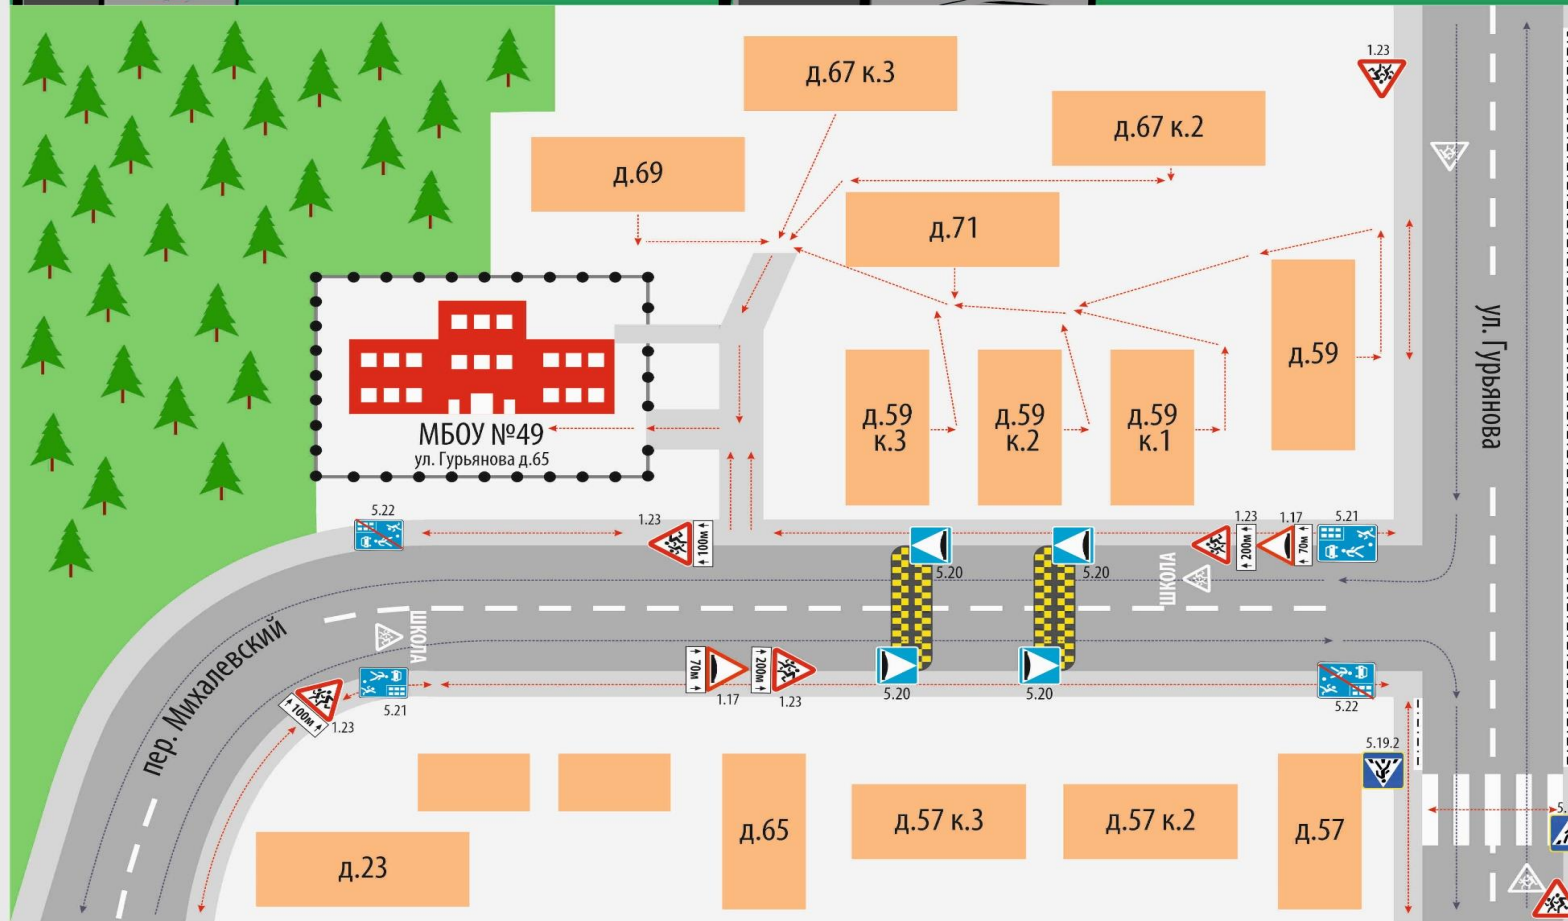 1.23
д.67 к.3
д.67 к.2
д.69
д.71
ул. Гурьянова
д.59
д.59
к.3
д.59
к.2
д.59
к.1
МБОУ №49
ул. Гурьянова д.65
5.22
1.23
100м
5.20
5.20
1.23
200м
1.17
70м
5.21
ШКОЛА
ШКОЛА
пер. Михалевский
100м
1.23
5.21
70м
1.17
200м
1.23
5.20
5.20
5.22
5.19.2
д.65
д.57 к.3
д.57 к.2
д.57
д.23
5.